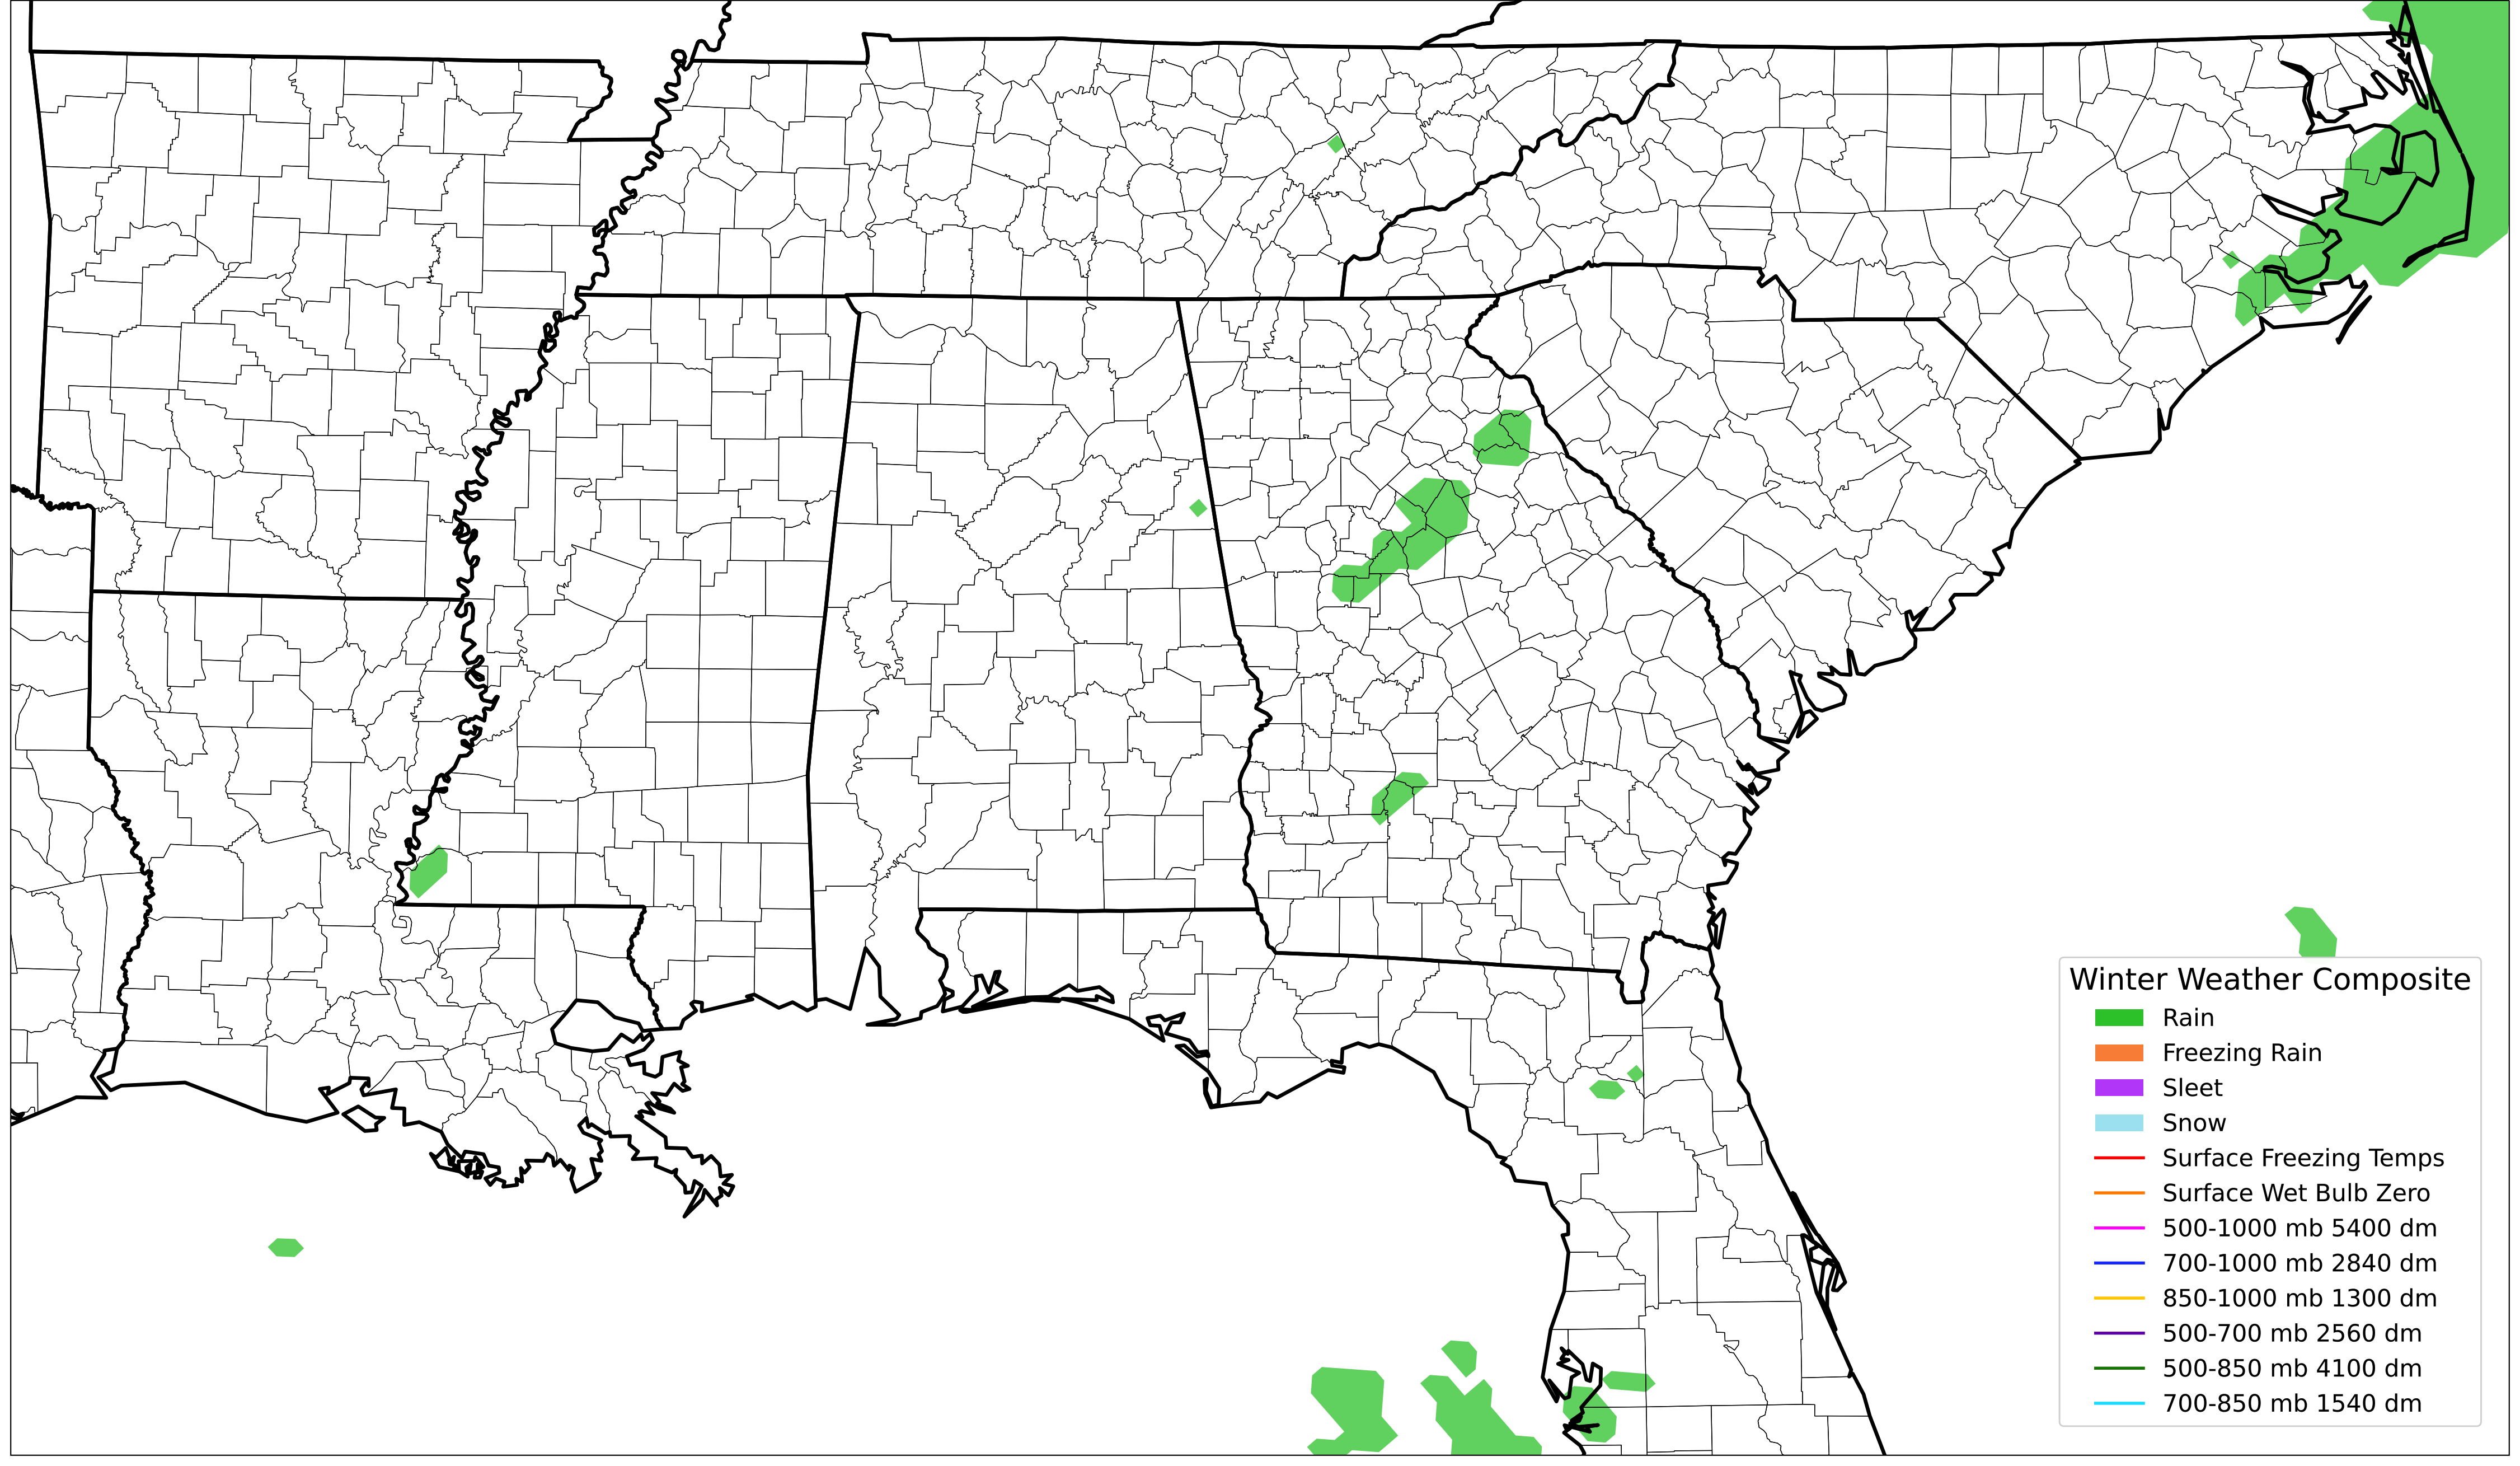 Winter Weather Composite
Rain
Freezing Rain
Sleet
Snow
Surface Freezing Temps
Surface Wet Bulb Zero
500-1000 mb 5400 dm
700-1000 mb 2840 dm
850-1000 mb 1300 dm
500-700 mb 2560 dm
500-850 mb 4100 dm
700-850 mb 1540 dm